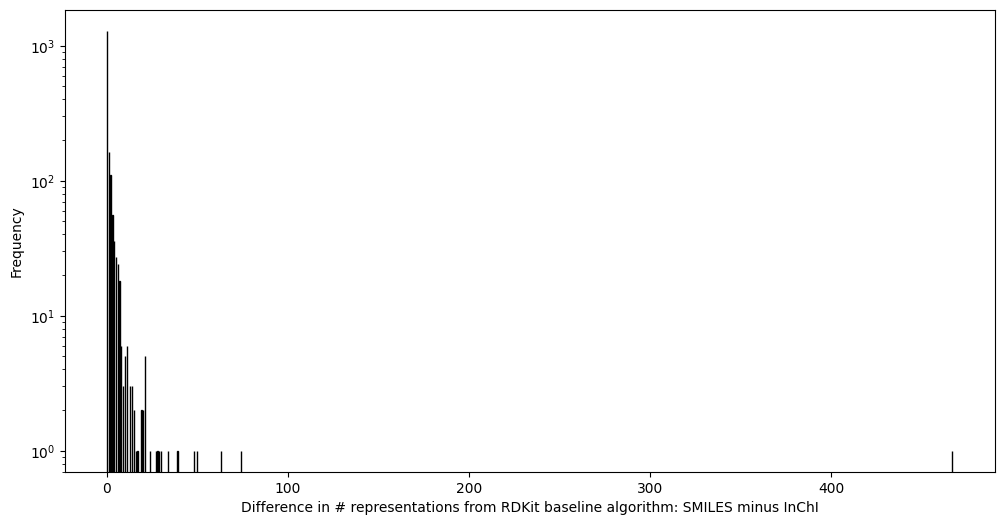 10³
10²
10¹
10⁰
Frequency
0 100 200 300 400
Difference in # representations from RDKit baseline algorithm: SMILES minus InChI